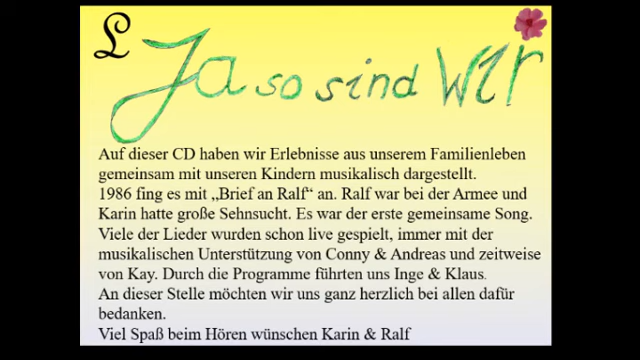 L
Ja so sind wir
Auf dieser CD haben wir Erlebnisse aus unserem Familienleben
gemeinsam mit unseren Kindern musikalisch dargestellt.
1986 fing es mit „Brief an Ralf“ an. Ralf war bei der Armee und
Karin hatte große Sehnsucht. Es war der erste gemeinsame Song.
Viele der Lieder wurden schon live gespielt, immer mit der
musikalischen Unterstützung von Conny & Andreas und zeitweise
von Kay. Durch die Programme führten uns Inge & Klaus.
An dieser Stelle möchten wir uns ganz herzlich bei allen dafür
bedanken.
Viel Spaß beim Hören wünschen Karin & Ralf